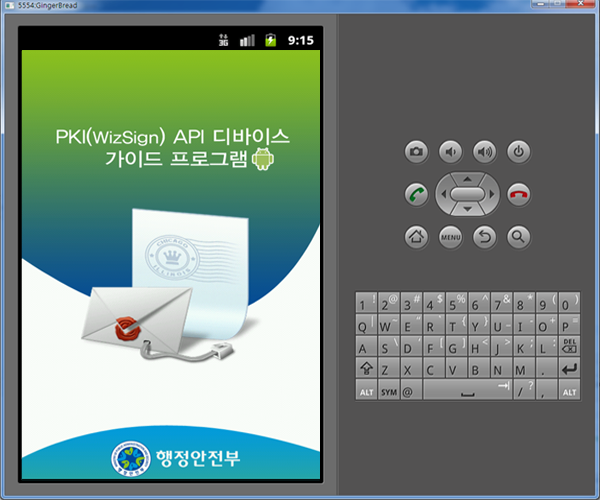 5554:GingerBread
3G 9:15
PKI(WizSign) API 디바이스
가이드 프로그램
CHICAGO
ILLINOIS
행정안전부
MENU
1 ! 2 @ 3 # 4 $ 5 % 6 ^ 7 & 8 * 9 ( 0 )
Q | W ~ E " R ` T { Y } U _ I - O + P =
A S \ D ' F [ G ] H < J > K ; L : DEL
Z X C V B N M .
ALT SYM @ / ? , ALT